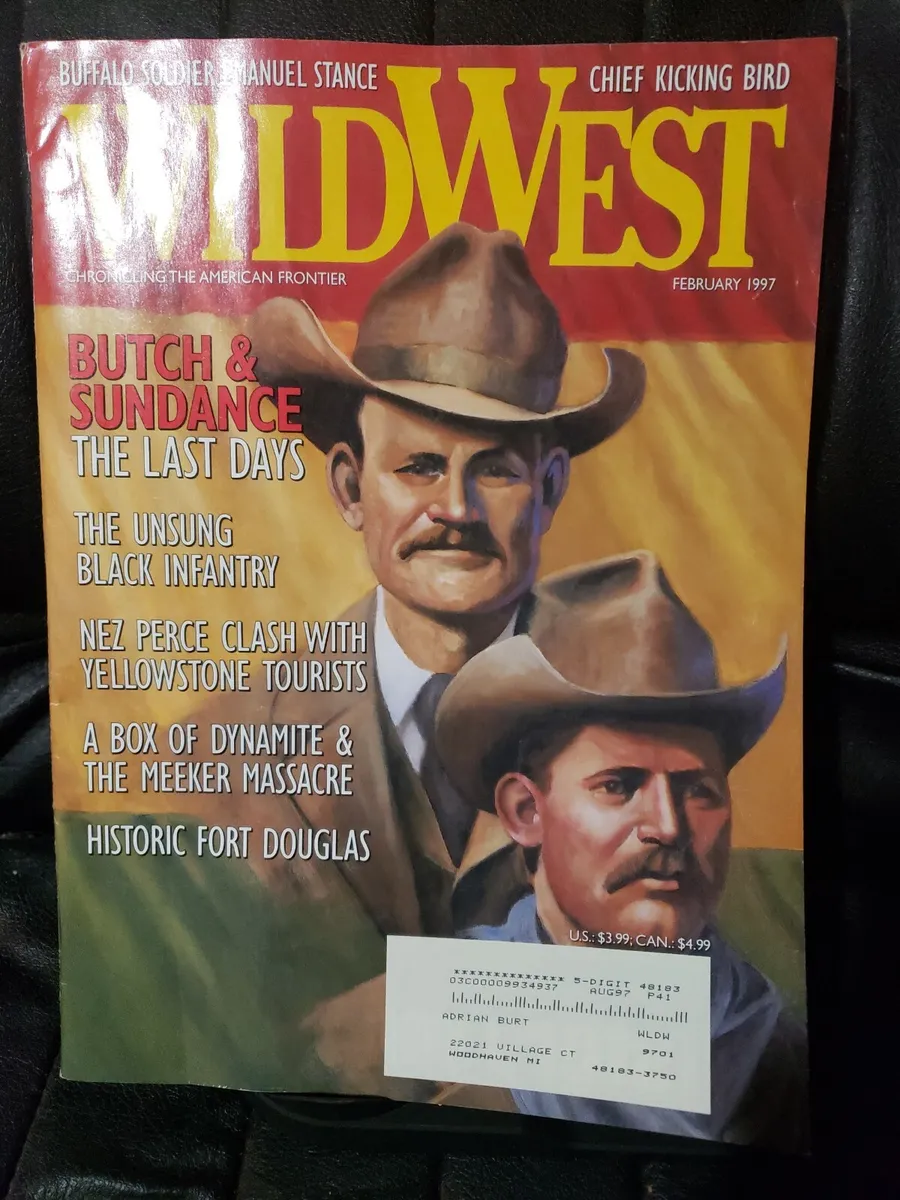 BUFFALO SOLDIER EMANUEL STANCE
CHIEF KICKING BIRD
WILD WEST
CHRONICLING THE AMERICAN FRONTIER
FEBRUARY 1997
BUTCH &
SUNDANCE
THE LAST DAYS
THE UNSUNG
BLACK INFANTRY
NEZ PERCE CLASH WITH
YELLOWSTONE TOURISTS
A BOX OF DYNAMITE &
THE MEEKER MASSACRE
HISTORIC FORT DOUGLAS
U.S.: $3.99; CAN.: $4.99
************** 5-DIGIT 48183
03C00009934937 AUG97 P41
ADRIAN BURT WLDW
22021 VILLAGE CT 9701
WOODHAVEN MI 48183-3750